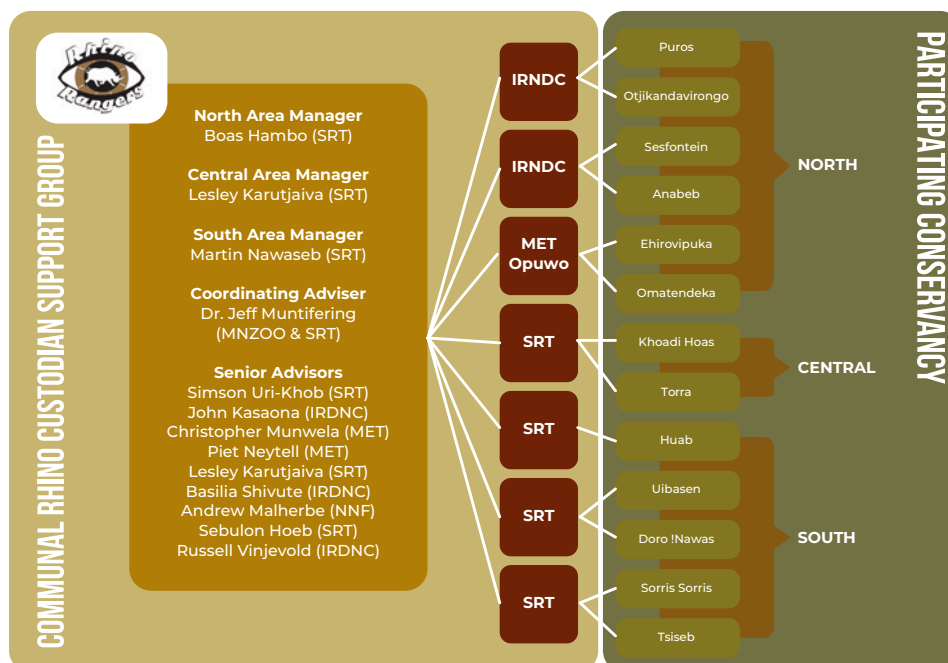 Rhino
Rangers
COMMUNAL RHINO CUSTODIAN SUPPORT GROUP
North Area Manager
Boas Hambo (SRT)
Central Area Manager
Lesley Karutjaiva (SRT)
South Area Manager
Martin Nawaseb (SRT)
Coordinating Adviser
Dr. Jeff Muntifering
(MNZOO & SRT)
Senior Advisors
Simson Uri-Khob (SRT)
John Kasaona (IRDNC)
Christopher Munwela (MET)
Piet Neytell (MET)
Lesley Karutjaiva (SRT)
Basilia Shivute (IRDNC)
Andrew Malherbe (NNF)
Sebulon Hoeb (SRT)
Russell Vinjevold (IRDNC)
IRNDC
IRNDC
MET
Opuwo
SRT
SRT
SRT
SRT
Puros
Otjikandavirongo
Sesfontein
Anabeb
Ehirovipuka
Omatendeka
Khoadi Hoas
Torra
Huab
Uibasen
Doro !Nawas
Sorris Sorris
Tsiseb
NORTH
CENTRAL
SOUTH
PARTICIPATING CONSERVANCY